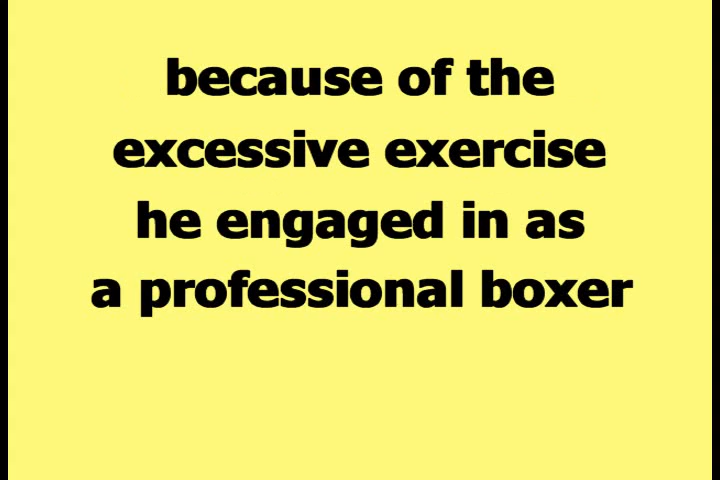 because of the
excessive exercise
he engaged in as
a professional boxer